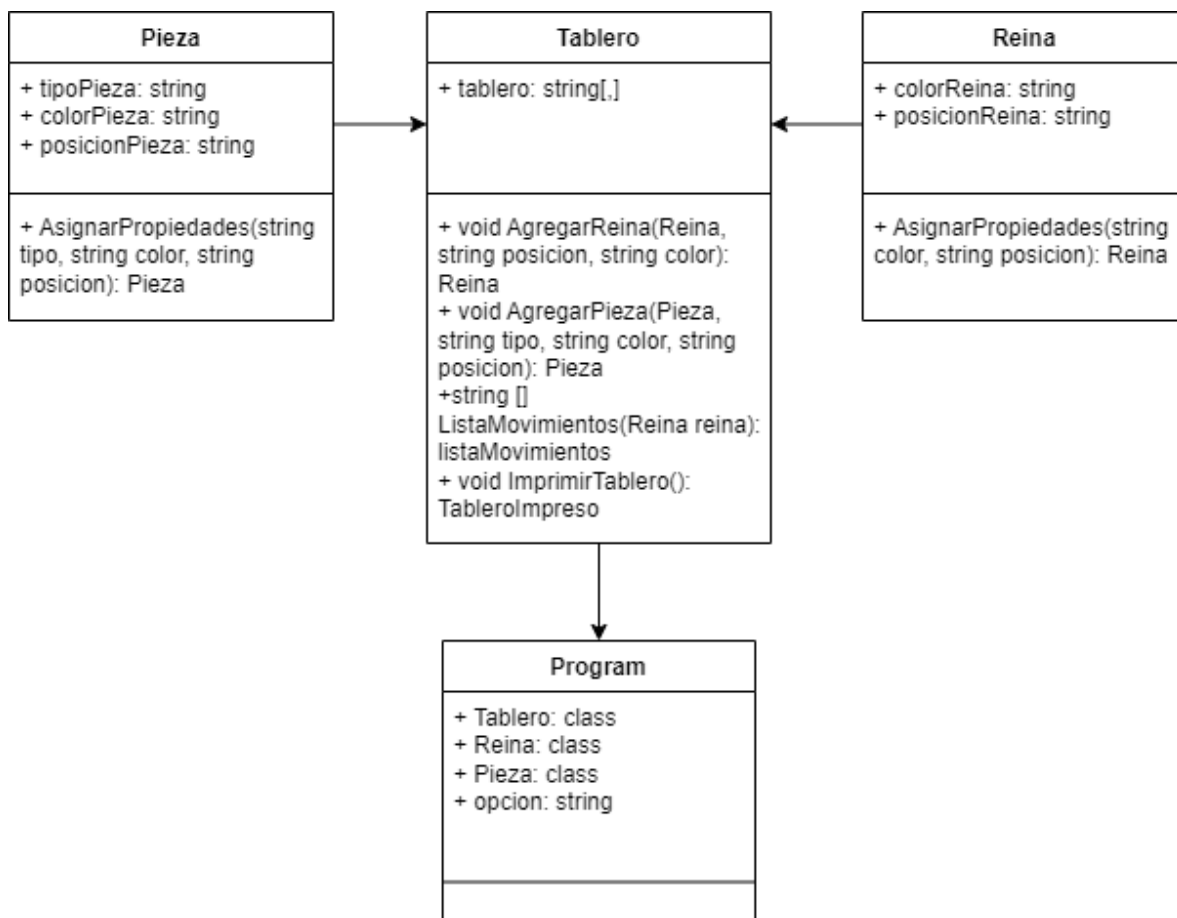 Pieza
+ tipoPieza: string
+ colorPieza: string
+ posicionPieza: string
+ AsignarPropiedades(string
tipo, string color, string
posicion): Pieza
Tablero
+ tablero: string[,]
+ void AgregarReina(Reina,
string posicion, string color):
Reina
+ void AgregarPieza(Pieza,
string tipo, string color, string
posicion): Pieza
+string []
ListaMovimientos(Reina reina):
listaMovimientos
+ void ImprimirTablero():
TableroImpreso
Reina
+ colorReina: string
+ posicionReina: string
+ AsignarPropiedades(string
color, string posicion): Reina
Program
+ Tablero: class
+ Reina: class
+ Pieza: class
+ opcion: string